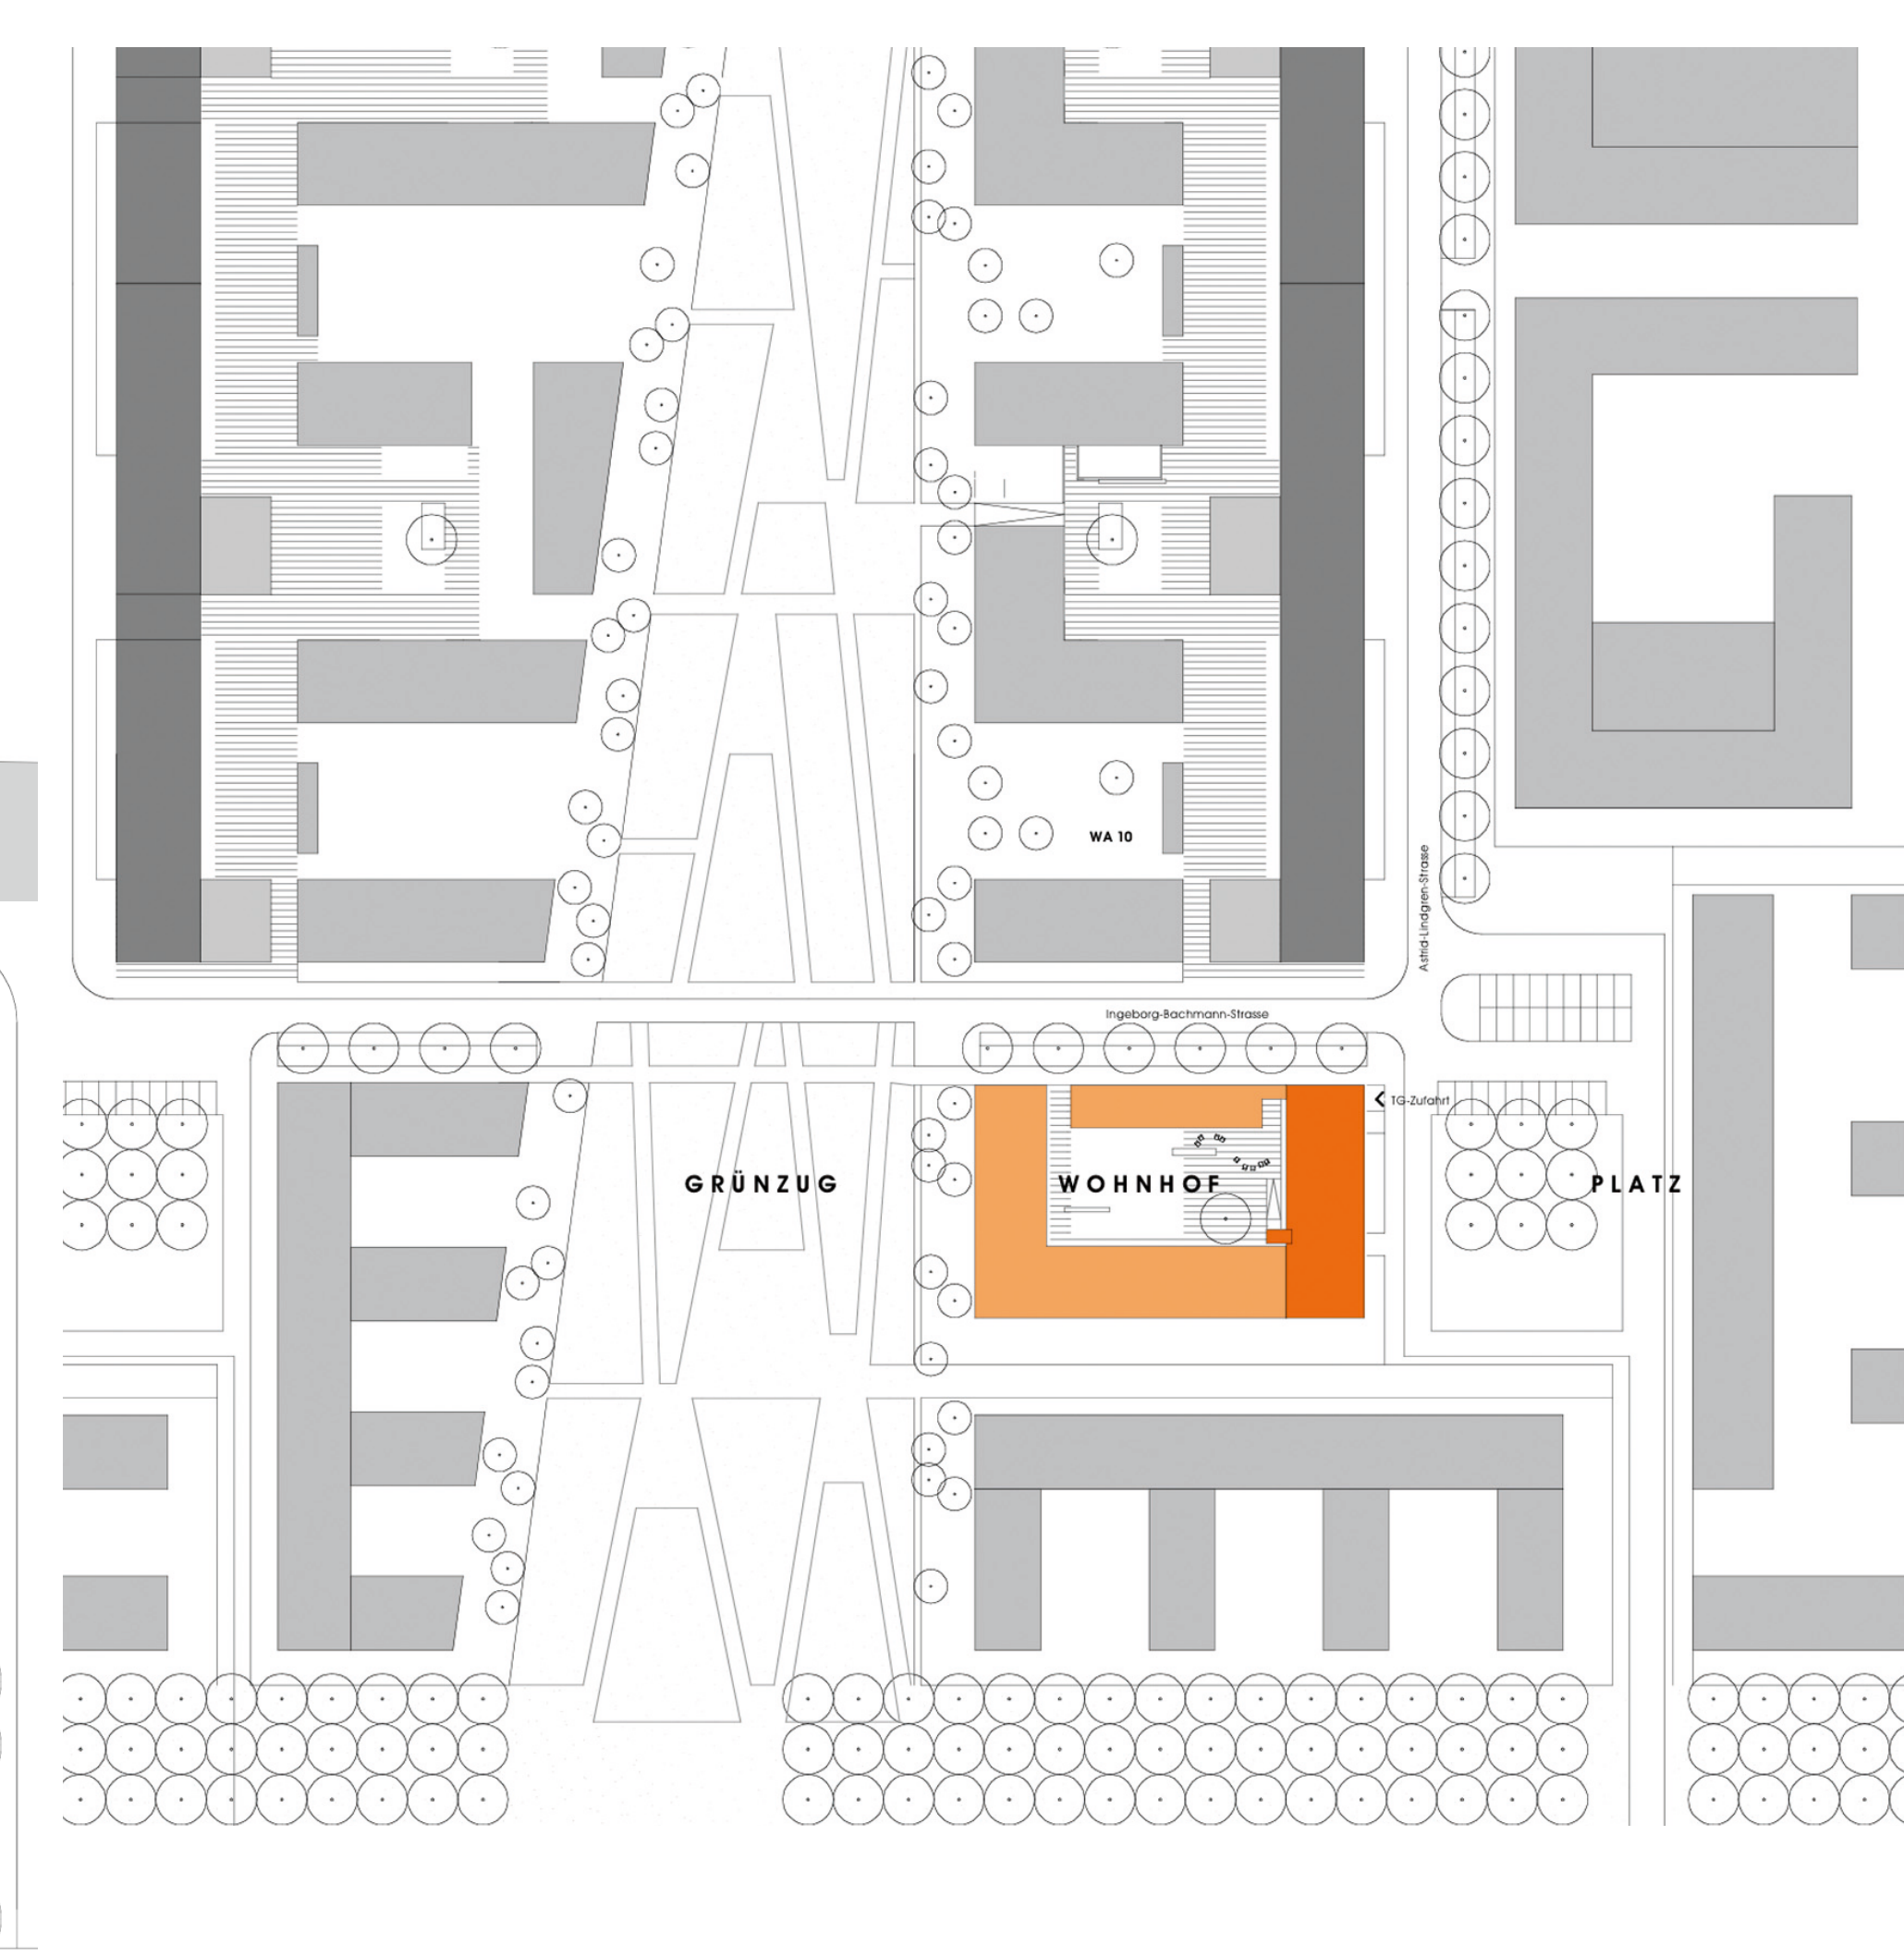 WA 10
Astrid-Lindgren-Strasse
Ingeborg-Bachmann-Strasse
TG-Zufahrt
GRÜNZUG
WOHNHOF
PLATZ